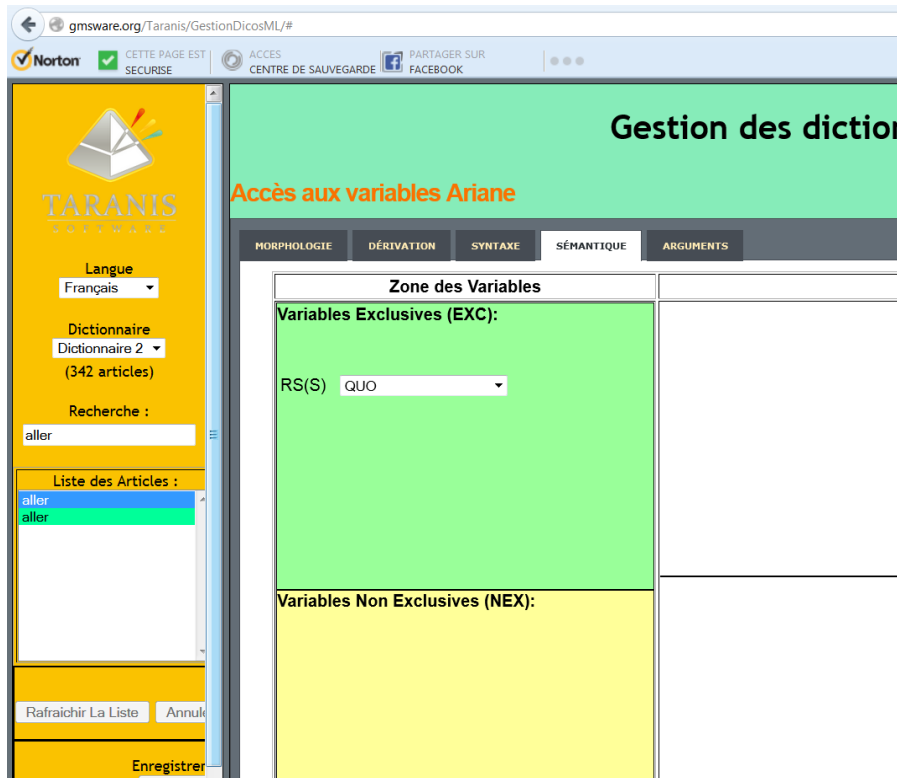 gmsware.org/Taranis/GestionDicosML/#
Norton
CETTE PAGE EST
SECURISE
ACCES
CENTRE DE SAUVEGARDE
PARTAGER SUR
FACEBOOK
TARANIS
SOFTWARE
Langue
Français
Dictionnaire
Dictionnaire 2
(342 articles)
Recherche :
aller
Liste des Articles :
aller
aller
Rafraichir La Liste
Annule
Enregistrer
Gestion des diction
Accès aux variables Ariane
MORPHOLOGIE
DÉRIVATION
SYNTAXE
SÉMANTIQUE
ARGUMENTS
Zone des Variables
Variables Exclusives (EXC):
RS(S) QUO
Variables Non Exclusives (NEX):